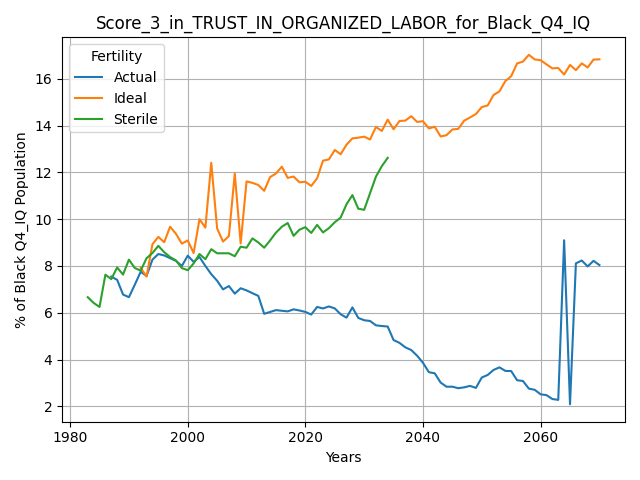 Score_3_in_TRUST_IN_ORGANIZED_LABOR_for_Black_Q4_IQ
Fertility
Actual
Ideal
Sterile
% of Black Q4_IQ Population
16
14
12
10
8
6
4
2
1980 2000 2020 2040 2060
Years